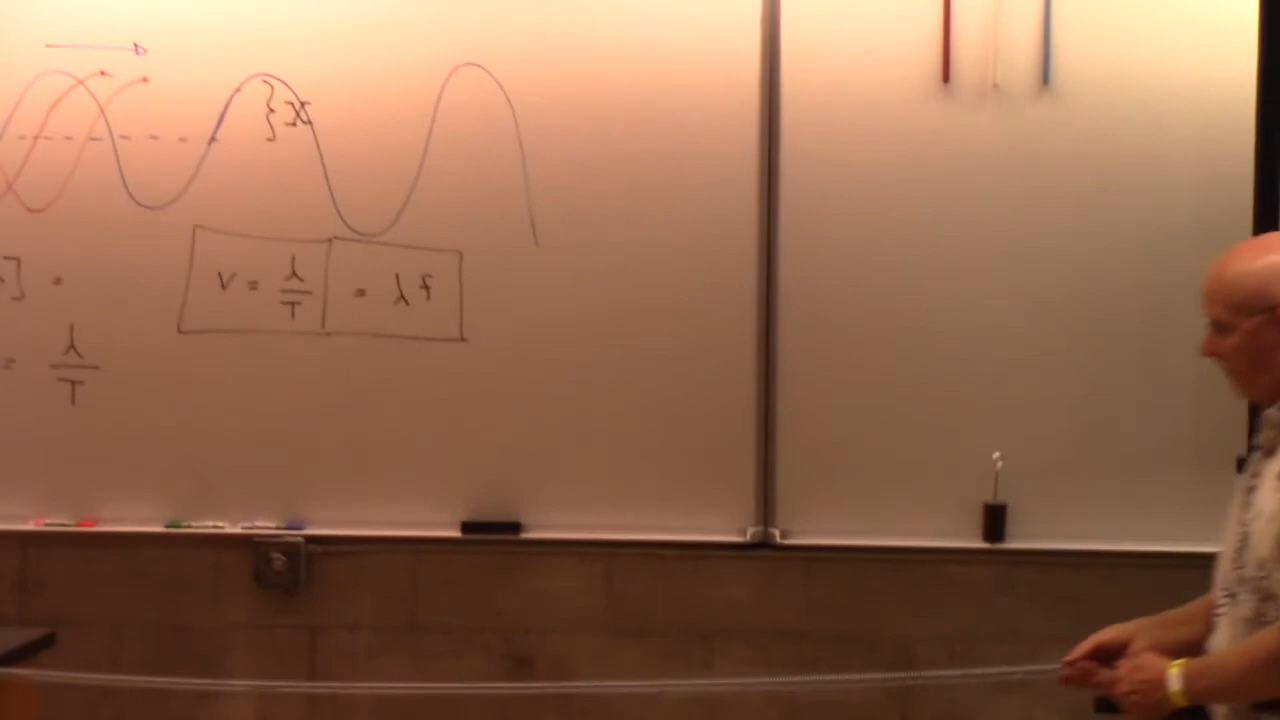 } x
] =
v = λ/T = λf
= λ/T